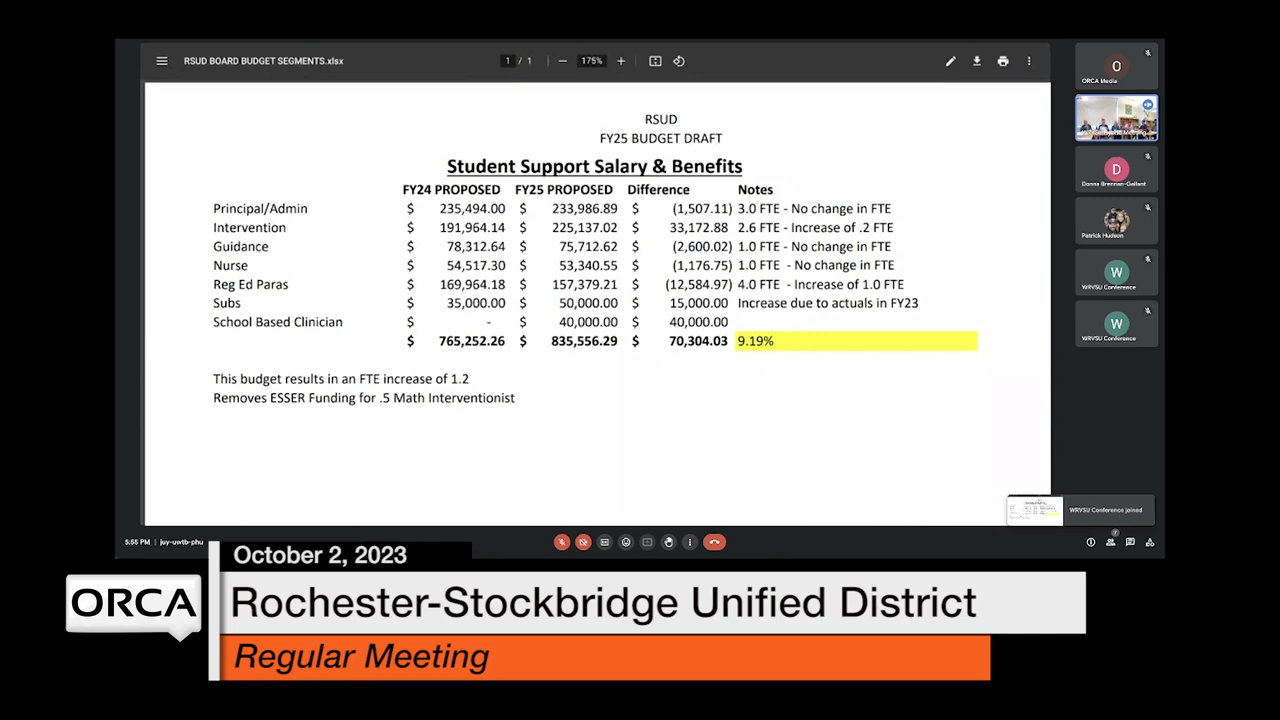 RSUD BOARD BUDGET SEGMENTS.xlsx 1 / 1 — 175% +
RSUD
FY25 BUDGET DRAFT
Student Support Salary & Benefits
FY24 PROPOSED FY25 PROPOSED Difference Notes
Principal/Admin $ 235,494.00 $ 233,986.89 $ (1,507.11) 3.0 FTE - No change in FTE
Intervention $ 191,964.14 $ 225,137.02 $ 33,172.88 2.6 FTE - Increase of .2 FTE
Guidance $ 78,312.64 $ 75,712.62 $ (2,600.02) 1.0 FTE - No change in FTE
Nurse $ 54,517.30 $ 53,340.55 $ (1,176.75) 1.0 FTE - No change in FTE
Reg Ed Paras $ 169,964.18 $ 157,379.21 $ (12,584.97) 4.0 FTE - Increase of 1.0 FTE
Subs $ 35,000.00 $ 50,000.00 $ 15,000.00 Increase due to actuals in FY23
School Based Clinician $ - $ 40,000.00 $ 40,000.00
$ 765,252.26 $ 835,556.29 $ 70,304.03 9.19%
This budget results in an FTE increase of 1.2
Removes ESSER Funding for .5 Math Interventionist
O
ORCA Media
D
Donna Brennan-Gallant
Patrick Hudson
W
WRVSU Conference
W
WRVSU Conference
WRVSU Conference joined
5:55 PM | juy-uwtb-phu
7
October 2, 2023
ORCA
Rochester-Stockbridge Unified District
Regular Meeting